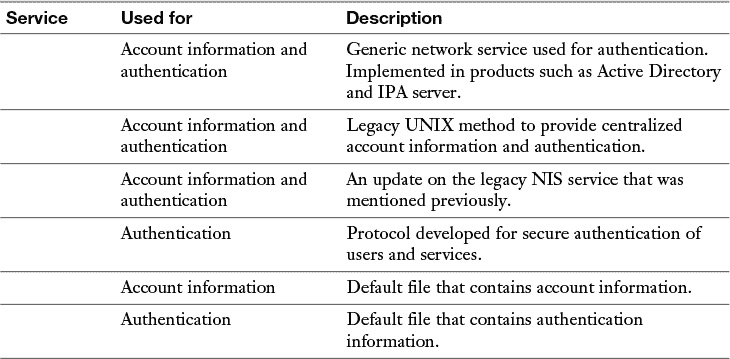 Service Used for Description
Account information and Generic network service used for authentication.
authentication Implemented in products such as Active Directory
and IPA server.
Account information and Legacy UNIX method to provide centralized
authentication account information and authentication.
Account information and An update on the legacy NIS service that was
authentication mentioned previously.
Authentication Protocol developed for secure authentication of
users and services.
Account information Default file that contains account information.
Authentication Default file that contains authentication
information.